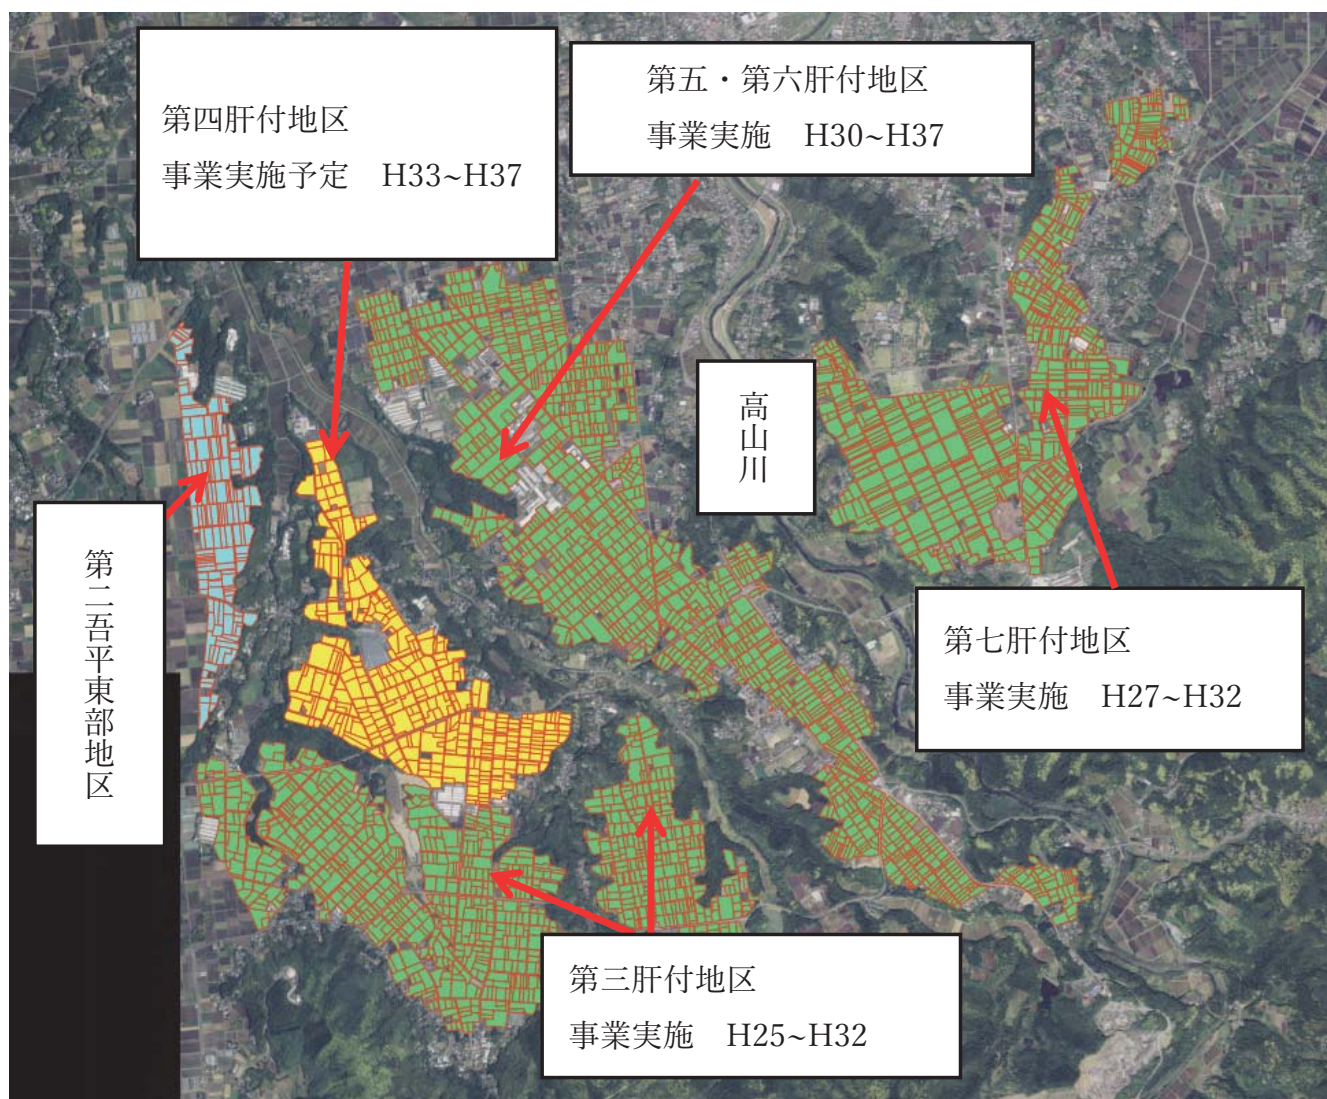 第四肝付地区
事業実施予定 H33~H37
第五・第六肝付地区
事業実施 H30~H37
高山川
第二吾平東部地区
第七肝付地区
事業実施 H27~H32
第三肝付地区
事業実施 H25~H32